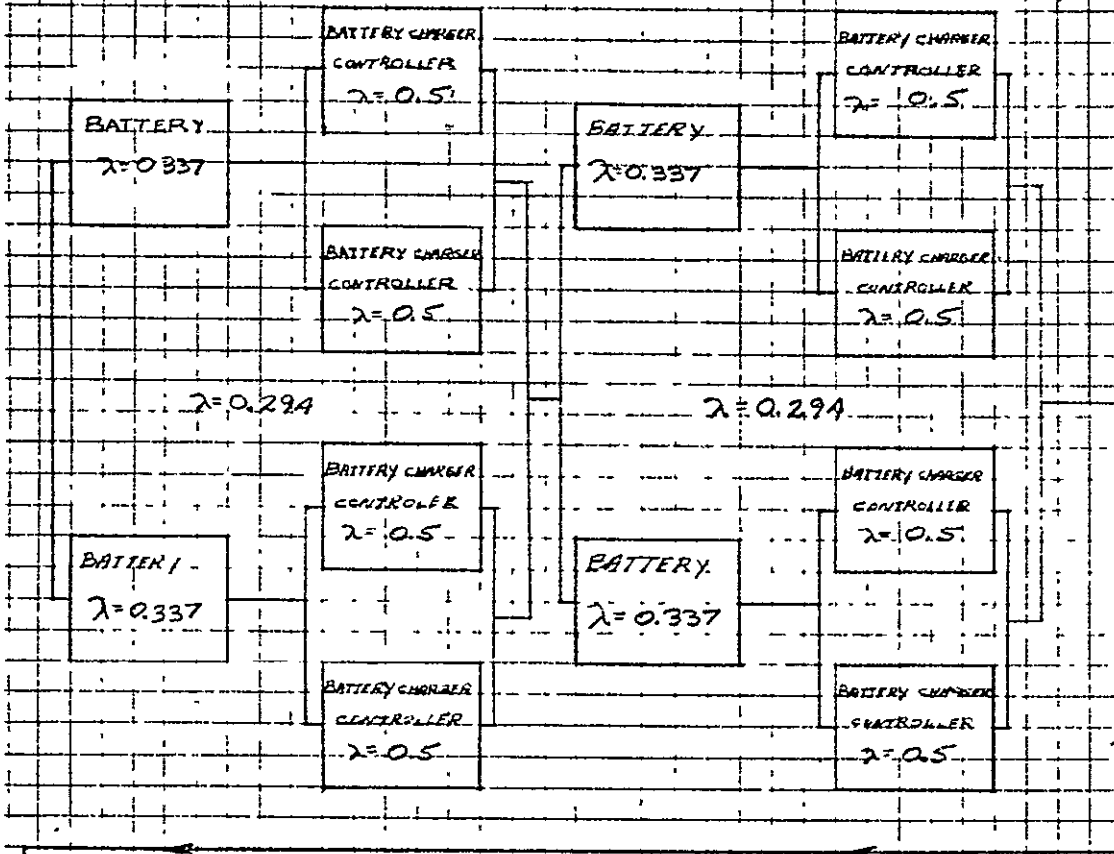 BATTERY CHARGER
CONTROLLER
λ=0.5
BATTERY CHARGER
CONTROLLER
λ=0.5
BATTERY
λ=0.337
BATTERY
λ=0.337
BATTERY CHARGER
CONTROLLER
λ=0.5
BATTERY CHARGER
CONTROLLER
λ=0.5
λ=0.294
λ=0.294
BATTERY CHARGER
CONTROLER
λ=0.5
BATTERY CHARGER
CONTROLLER
λ=0.5
BATTERY
λ=0.337
BATTERY
λ=0.337
BATTERY CHARGER
CONTROLLER
λ=0.5
BATTERY CHARGER
CONTROLLER
λ=0.5